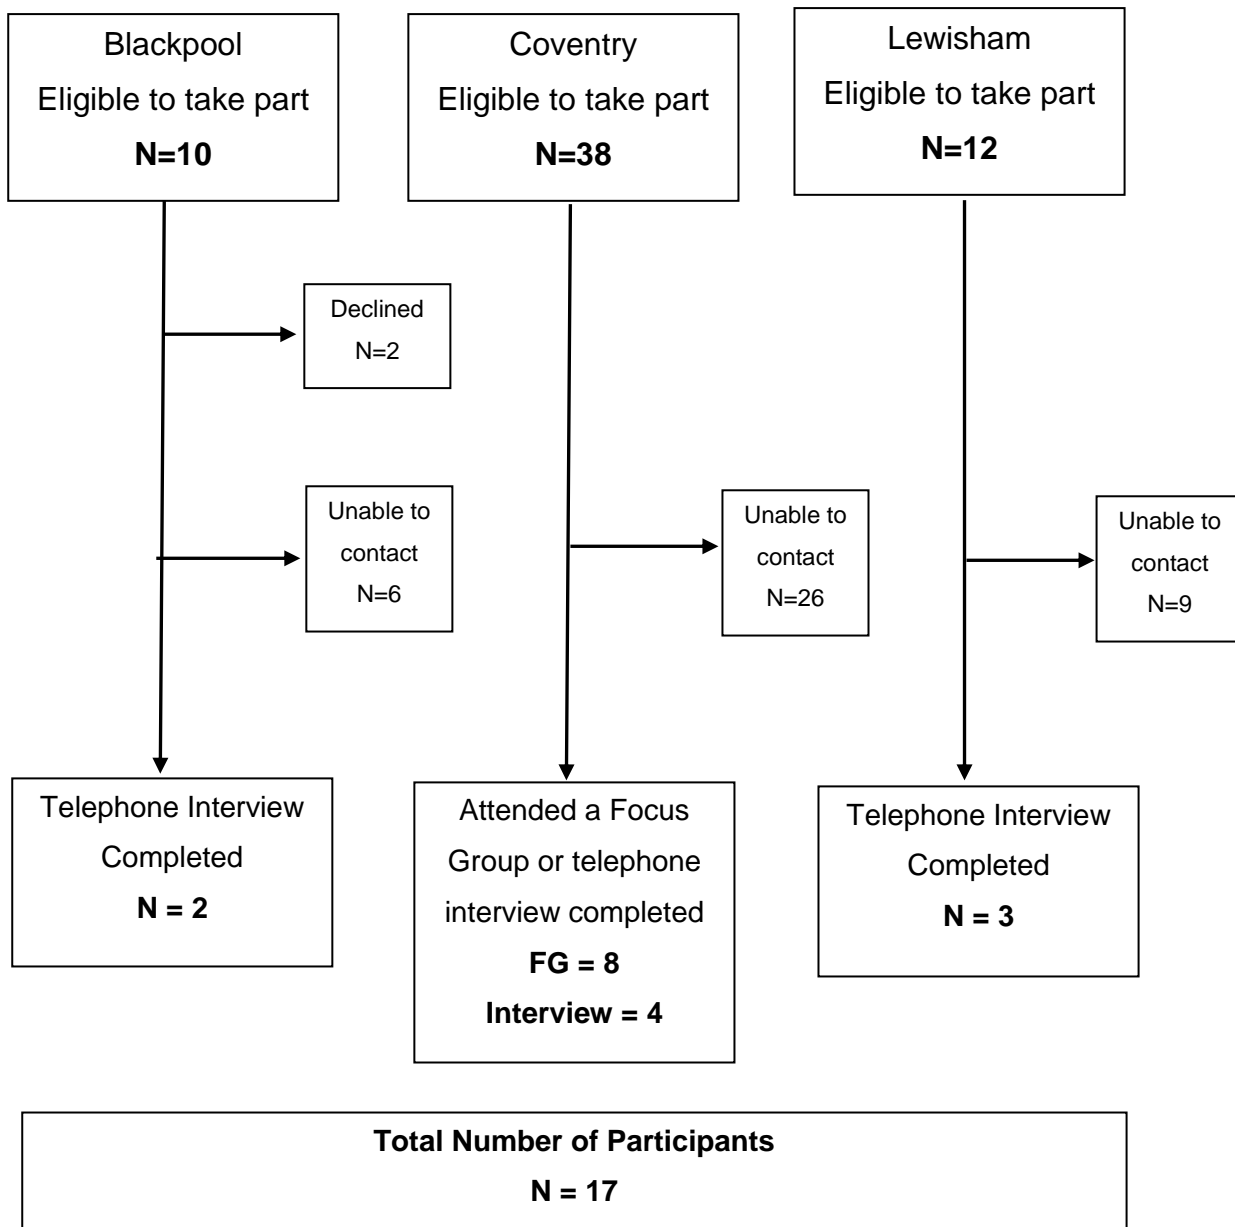 Blackpool
Eligible to take part
N=10
Coventry
Eligible to take part
N=38
Lewisham
Eligible to take part
N=12
Declined
N=2
Unable to
contact
N=6
Unable to
contact
N=26
Unable to
contact
N=9
Telephone Interview
Completed
N = 2
Attended a Focus
Group or telephone
interview completed
FG = 8
Interview = 4
Telephone Interview
Completed
N = 3
Total Number of Participants
N = 17